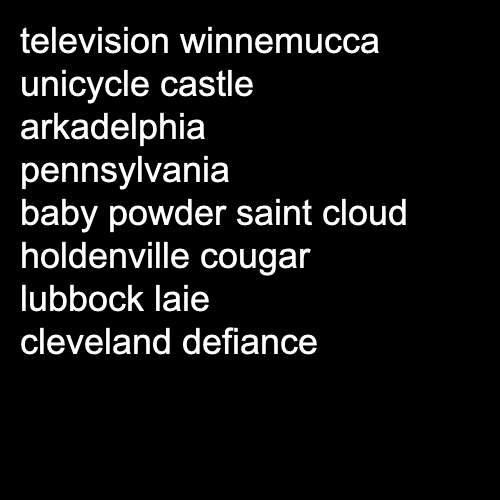 television winnemucca
unicycle castle
arkadelphia
pennsylvania
baby powder saint cloud
holdenville cougar
lubbock laie
cleveland defiance